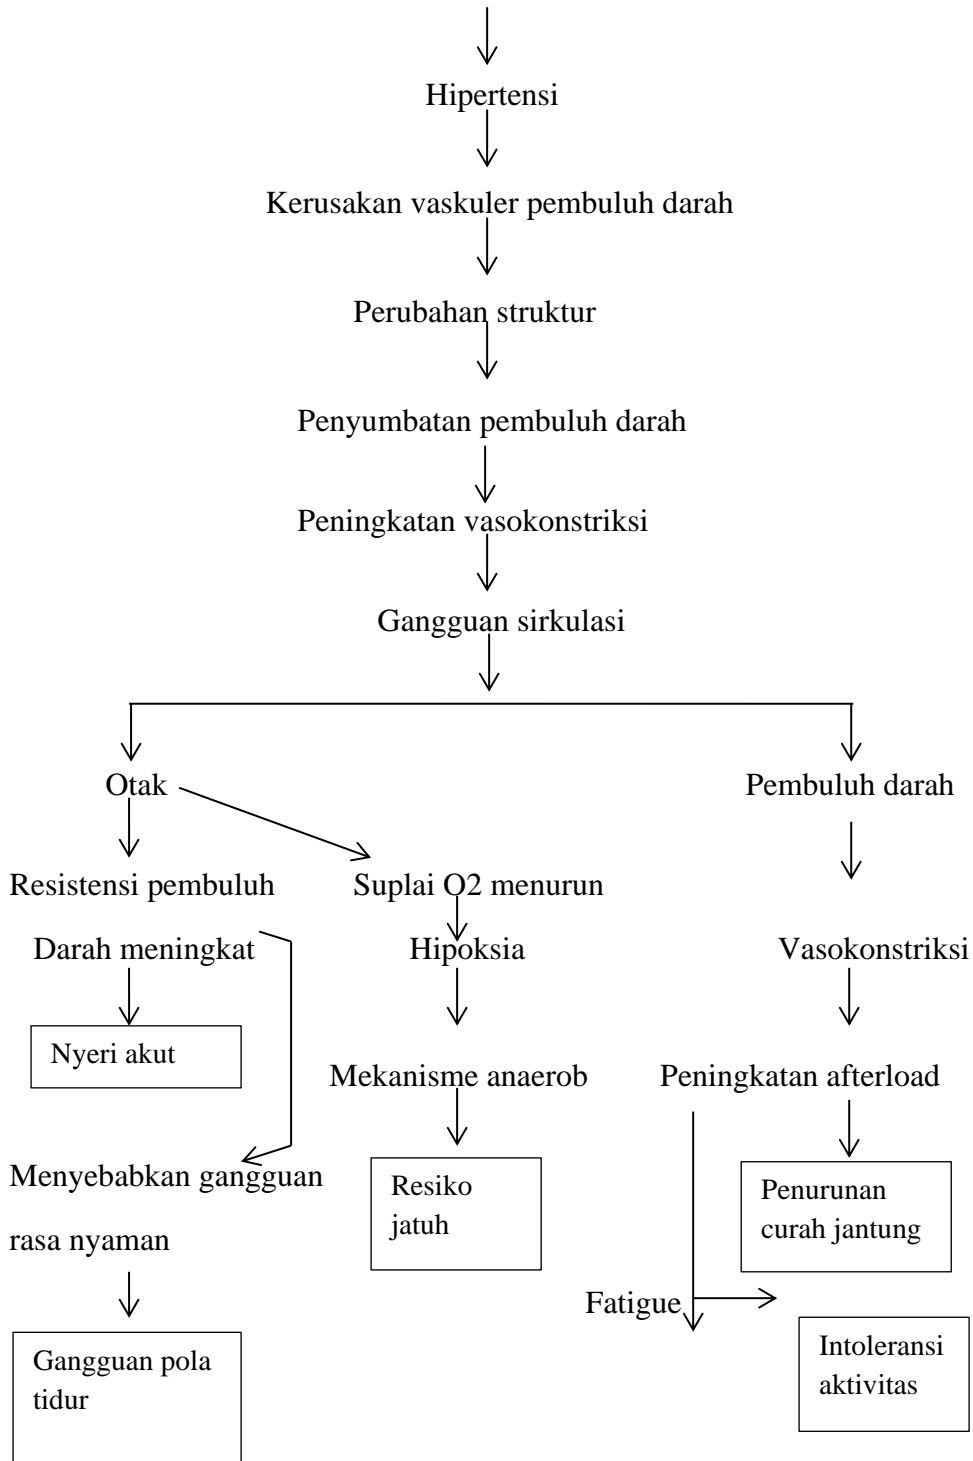 Hipertensi
Kerusakan vaskuler pembuluh darah
Perubahan struktur
Penyumbatan pembuluh darah
Peningkatan vasokonstriksi
Gangguan sirkulasi
Otak
Pembuluh darah
Resistensi pembuluh
Suplai O2 menurun
Darah meningkat
Hipoksia
Vasokonstriksi
Nyeri akut
Mekanisme anaerob
Peningkatan afterload
Menyebabkan gangguan
rasa nyaman
Resiko
jatuh
Penurunan
curah jantung
Fatigue
Gangguan pola
tidur
Intoleransi
aktivitas